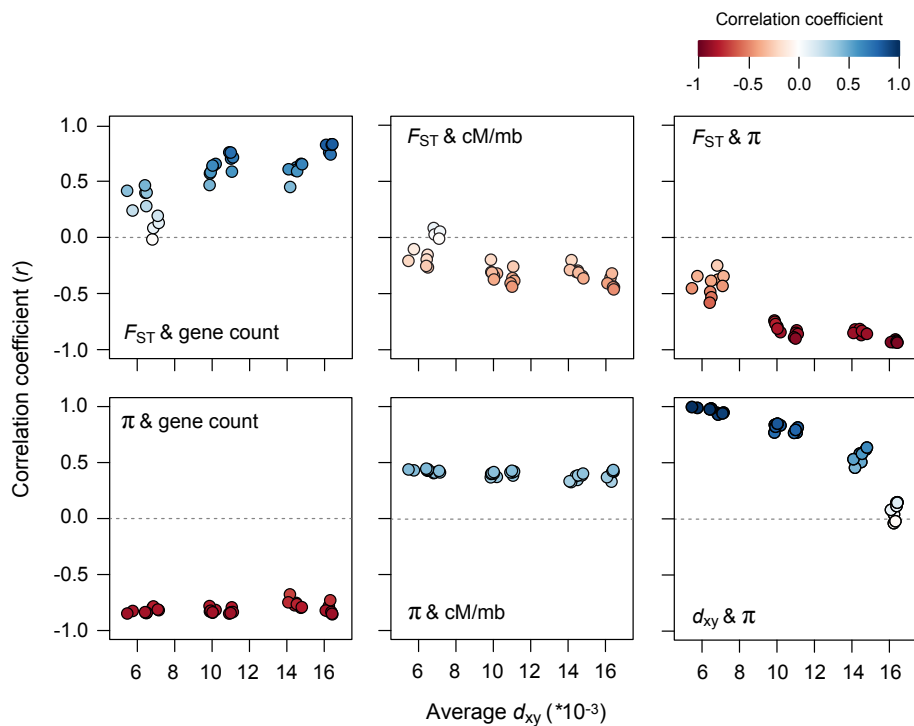 Correlation coefficient
-1 -0.5 0.0 0.5 1.0
1.0
0.5
0.0
-0.5
-1.0
FST & gene count
FST & cM/mb
FST & π
1.0
0.5
0.0
-0.5
-1.0
π & gene count
π & cM/mb
dxy & π
Correlation coefficient (r)
6 8 10 12 14 16
6 8 10 12 14 16
6 8 10 12 14 16
Average dxy (*10-3)